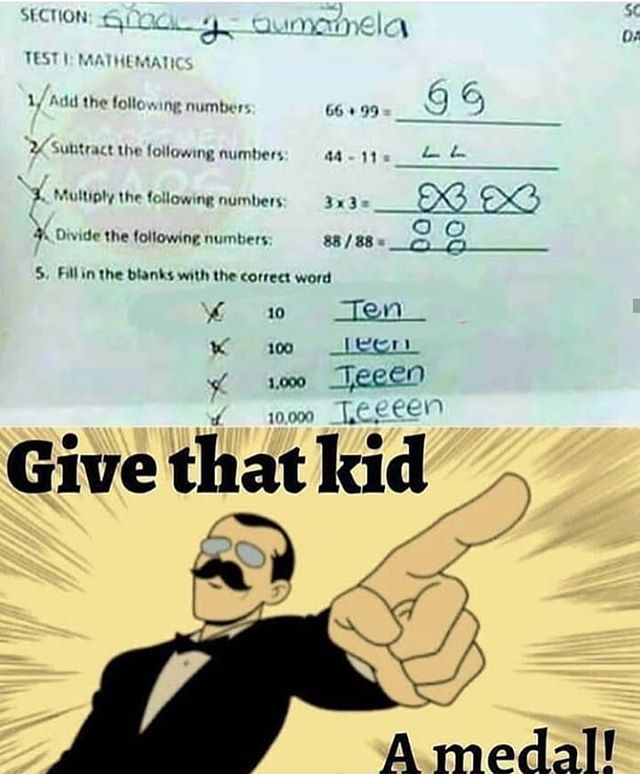 SECTION: Gumamela
TEST I: MATHEMATICS
1. Add the following numbers: 66 + 99 = 99
2. Subtract the following numbers: 44 - 11 = LL
3. Multiply the following numbers: 3 x 3 =
4. Divide the following numbers: 88 / 88 =
5. Fill in the blanks with the correct word
10 Ten
100 Teen
1,000 Teeen
10,000 Teeeen
Give that kid
A medal!